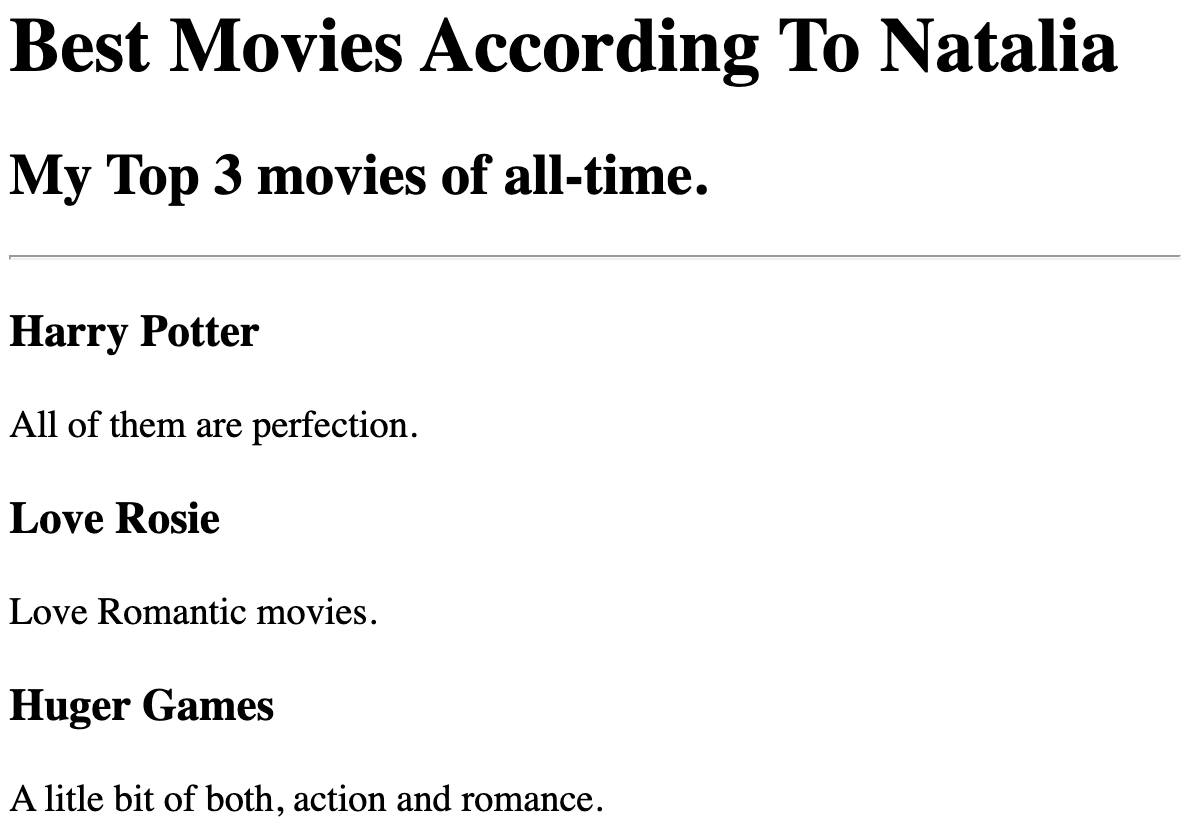 Best Movies According To Natalia
My Top 3 movies of all-time.
Harry Potter
All of them are perfection.
Love Rosie
Love Romantic movies.
Huger Games
A litle bit of both, action and romance.